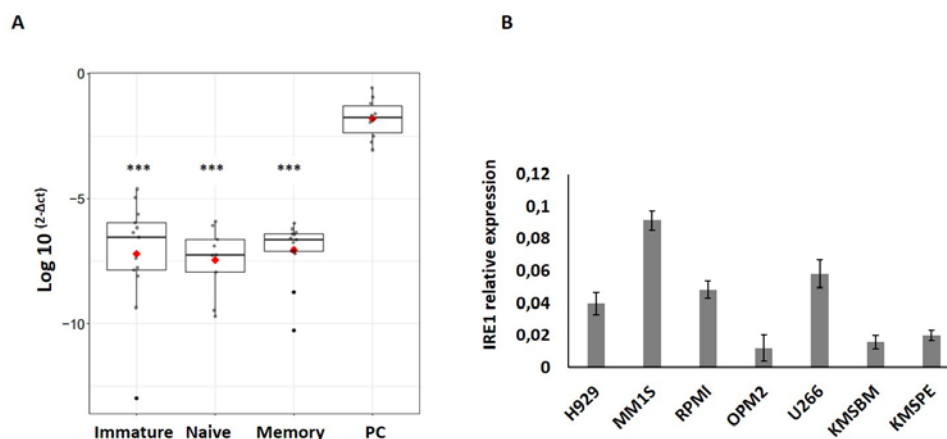 A
B
Log 10 (2-Δct)
0
−5
−10
***
***
***
Immature
Naive
Memory
PC
IRE1 relative expression
0,12
0,1
0,08
0,06
0,04
0,02
0
H929
MM1S
RPMI
OPM2
U266
KMSBM
KMSPE